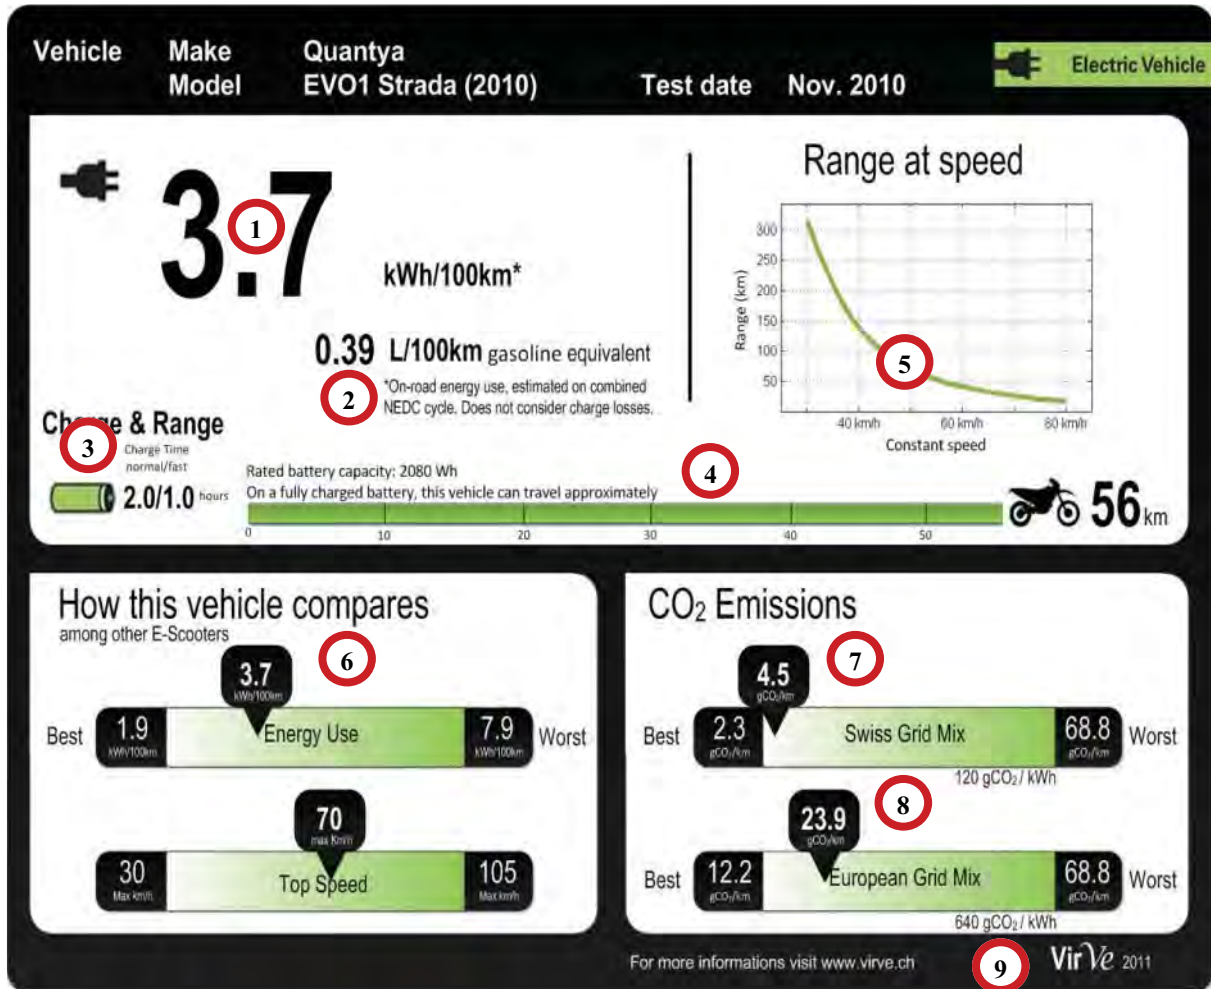 Vehicle Make Quantya
Model EVO1 Strada (2010) Test date Nov. 2010
Electric Vehicle
3.7
1
kWh/100km*
0.39 L/100km gasoline equivalent
2
*On-road energy use, estimated on combined
NEDC cycle. Does not consider charge losses.
Range at speed
Range (km)
300
250
200
150
100
50
5
40 km/h 60 km/h 80 km/h
Constant speed
Charge & Range
3
Charge Time
normal/fast
2.0/1.0 hours
4
Rated battery capacity: 2080 Wh
On a fully charged battery, this vehicle can travel approximately
56 km
0 10 20 30 40 50
How this vehicle compares
among other E-Scooters
6
3.7
kWh/100km
Best 1.9 Energy Use 7.9 Worst
kWh/100km kWh/100km
70
max Km/h
30 Top Speed 105
Max km/h Max km/h
CO₂ Emissions
7
4.5
gCO₂/km
Best 2.3 Swiss Grid Mix 68.8 Worst
gCO₂/km gCO₂/km
120 gCO₂ / kWh
8
23.9
gCO₂/km
Best 12.2 European Grid Mix 68.8 Worst
gCO₂/km gCO₂/km
640 gCO₂ / kWh
For more informations visit www.virve.ch 9 VirVe 2011